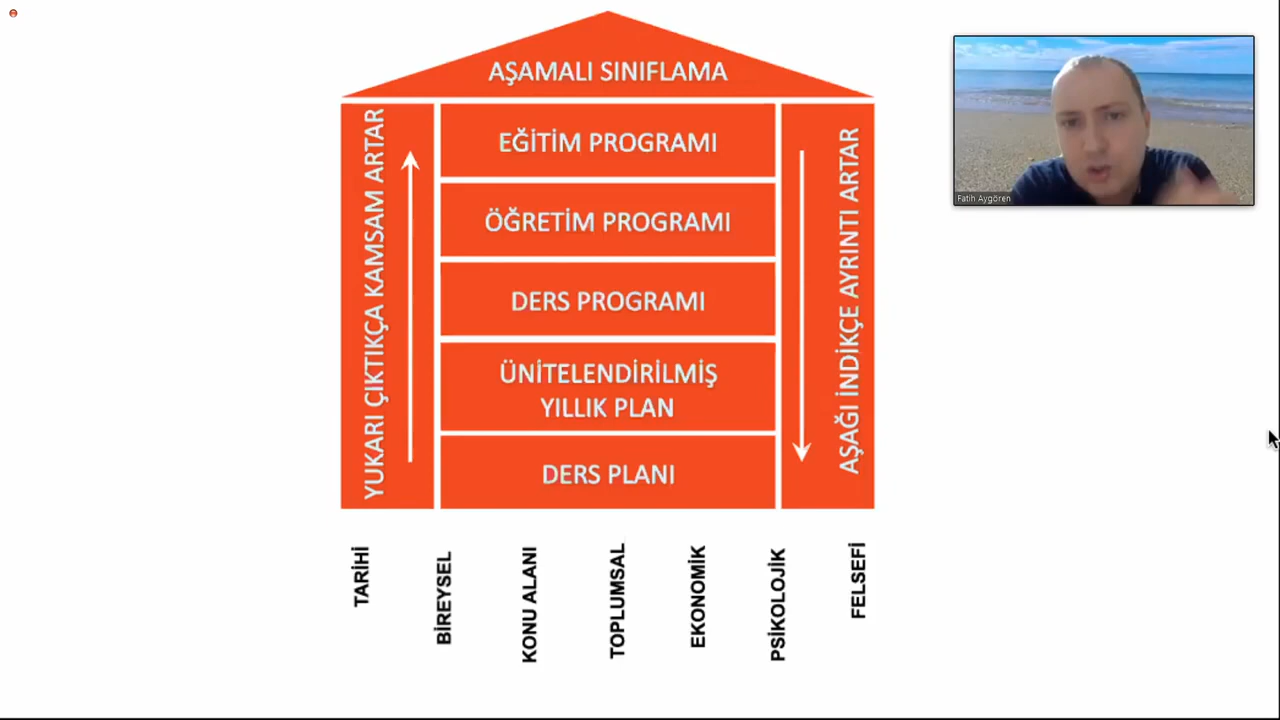 AŞAMALI SINIFLAMA
YUKARI ÇIKTIKÇA KAMSAM ARTAR
EĞİTİM PROGRAMI
ÖĞRETİM PROGRAMI
DERS PROGRAMI
ÜNİTELENDİRİLMİŞ
YILLIK PLAN
DERS PLANI
AŞAĞI İNDİKÇE AYRINTI ARTAR
TARİHİ
BİREYSEL
KONU ALANI
TOPLUMSAL
EKONOMİK
PSİKOLOJİK
FELSEFİ
Fatih Aygören